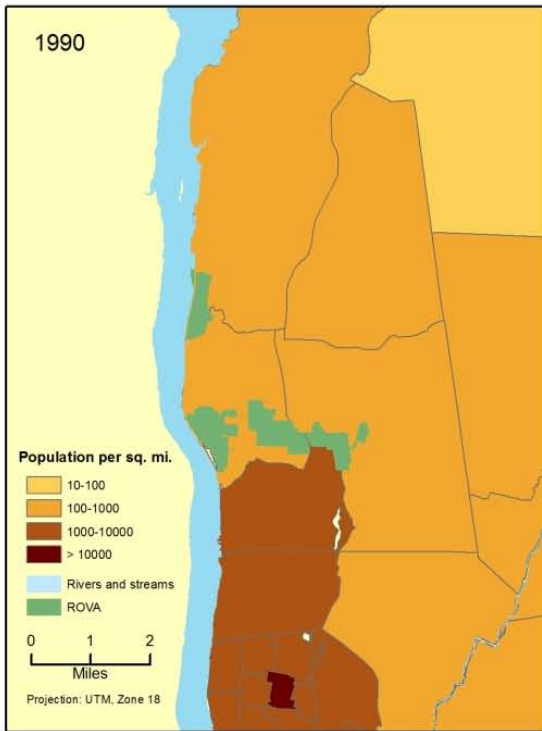 1990
Population per sq. mi.
10-100
100-1000
1000-10000
> 10000
Rivers and streams
ROVA
0 1 2
Miles
Projection: UTM, Zone 18